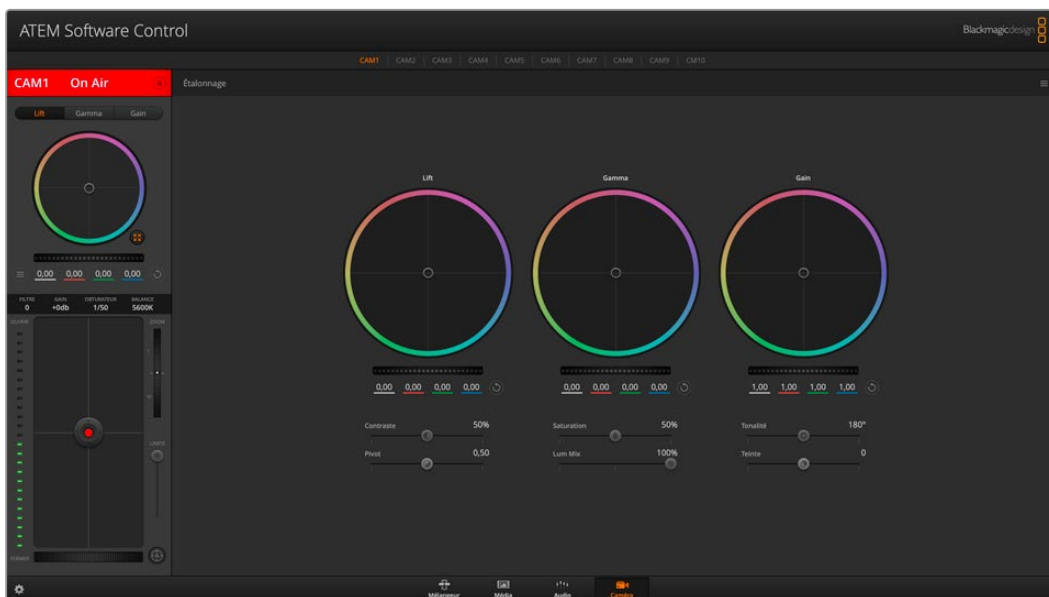 ATEM Software Control
Blackmagicdesign
CAM1 CAM2 CAM3 CAM4 CAM5 CAM6 CAM7 CAM8 CAM9 CM10
CAM1 On Air
Étalonnage
Lift Gamma Gain
0,00 0,00 0,00 0,00
FILTRE GAIN OBTURATEUR BALANCE
0 +0db 1/50 5600K
OUVRIR ZOOM
LIMITE
FERMER
Lift Gamma Gain
0,00 0,00 0,00 0,00 0,00 0,00 0,00 0,00 1,00 1,00 1,00 1,00
Contraste 50% Saturation 50% Tonalité 180°
Pivot 0,50 Lum Mix 100% Teinte 0
Mélangeur Média Audio Caméra